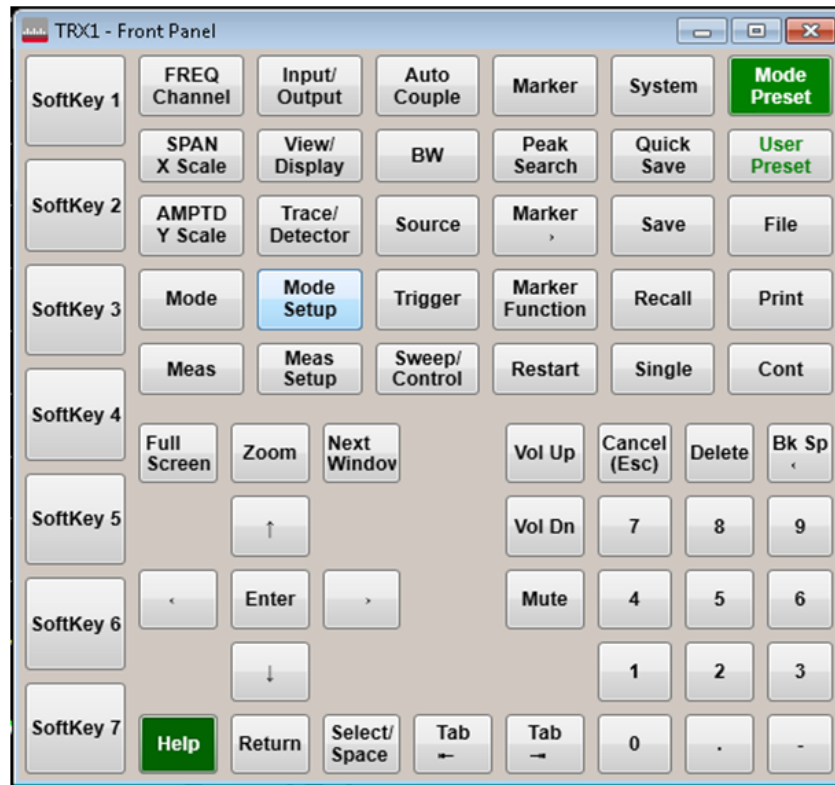 TRX1 - Front Panel
SoftKey 1
FREQ
Channel
Input/
Output
Auto
Couple
Marker
System
Mode
Preset
SPAN
X Scale
View/
Display
BW
Peak
Search
Quick
Save
User
Preset
SoftKey 2
AMPTD
Y Scale
Trace/
Detector
Source
Marker
›
Save
File
SoftKey 3
Mode
Mode
Setup
Trigger
Marker
Function
Recall
Print
Meas
Meas
Setup
Sweep/
Control
Restart
Single
Cont
SoftKey 4
Full
Screen
Zoom
Next
Window
Vol Up
Cancel
(Esc)
Delete
Bk Sp
‹
SoftKey 5
↑
Vol Dn
7
8
9
SoftKey 6
‹
Enter
›
Mute
4
5
6
↓
1
2
3
SoftKey 7
Help
Return
Select/
Space
Tab
⇤
Tab
⇥
0
.
-